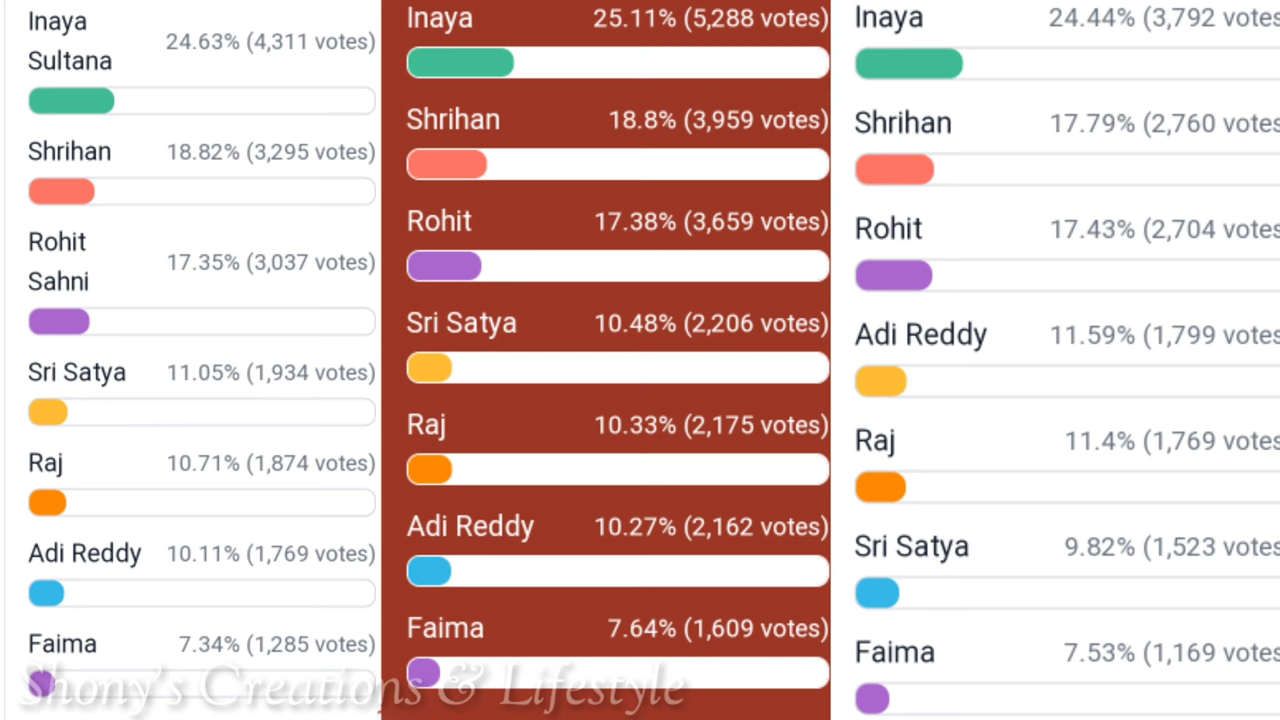 Inaya
Sultana
24.63% (4,311 votes)
Shrihan 18.82% (3,295 votes)
Rohit
Sahni
17.35% (3,037 votes)
Sri Satya 11.05% (1,934 votes)
Raj 10.71% (1,874 votes)
Adi Reddy 10.11% (1,769 votes)
Faima 7.34% (1,285 votes)
Inaya 25.11% (5,288 votes)
Shrihan 18.8% (3,959 votes)
Rohit 17.38% (3,659 votes)
Sri Satya 10.48% (2,206 votes)
Raj 10.33% (2,175 votes)
Adi Reddy 10.27% (2,162 votes)
Faima 7.64% (1,609 votes)
Inaya 24.44% (3,792 votes
Shrihan 17.79% (2,760 votes
Rohit 17.43% (2,704 votes
Adi Reddy 11.59% (1,799 votes
Raj 11.4% (1,769 votes
Sri Satya 9.82% (1,523 votes
Faima 7.53% (1,169 votes
Shony's Creations & Lifestyle